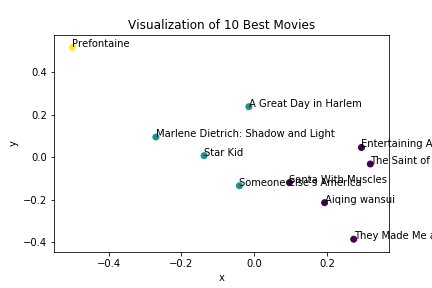 Visualization of 10 Best Movies
Prefontaine
A Great Day in Harlem
Marlene Dietrich: Shadow and Light
Star Kid
Entertaining A
The Saint of
Someone Else's America
Santa With Muscles
Aiqing wansui
They Made Me a
y
0.4
0.2
0.0
−0.2
−0.4
−0.4
−0.2
0.0
0.2
x